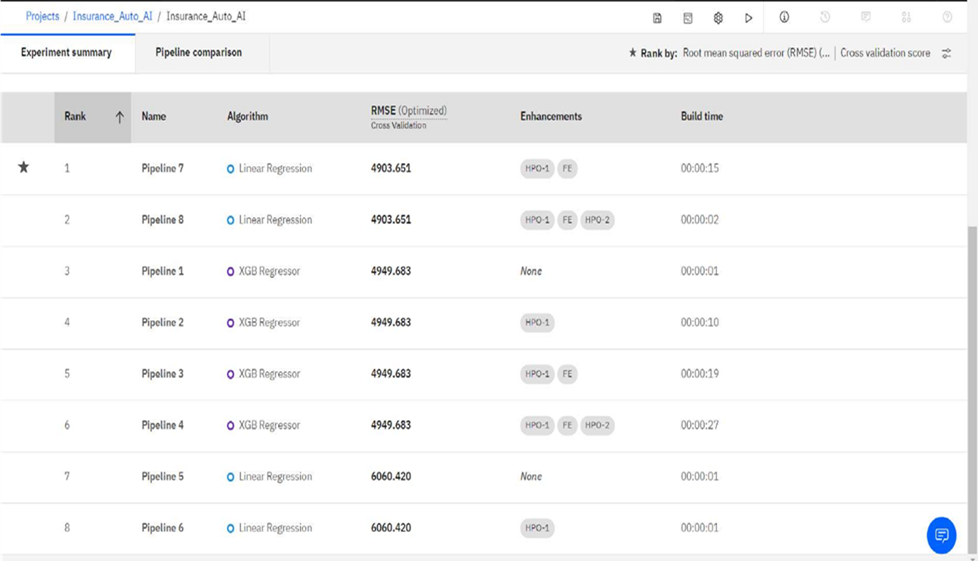 Projects / Insurance_Auto_AI / Insurance_Auto_AI
Experiment summary Pipeline comparison ★ Rank by: Root mean squared error (RMSE) (... | Cross validation score
Rank ↑ Name Algorithm RMSE (Optimized) Enhancements Build time
Cross Validation
★ 1 Pipeline 7 Linear Regression 4903.651 HPO-1 FE 00:00:15
2 Pipeline 8 Linear Regression 4903.651 HPO-1 FE HPO-2 00:00:02
3 Pipeline 1 XGB Regressor 4949.683 None 00:00:01
4 Pipeline 2 XGB Regressor 4949.683 HPO-1 00:00:10
5 Pipeline 3 XGB Regressor 4949.683 HPO-1 FE 00:00:19
6 Pipeline 4 XGB Regressor 4949.683 HPO-1 FE HPO-2 00:00:27
7 Pipeline 5 Linear Regression 6060.420 None 00:00:01
8 Pipeline 6 Linear Regression 6060.420 HPO-1 00:00:01